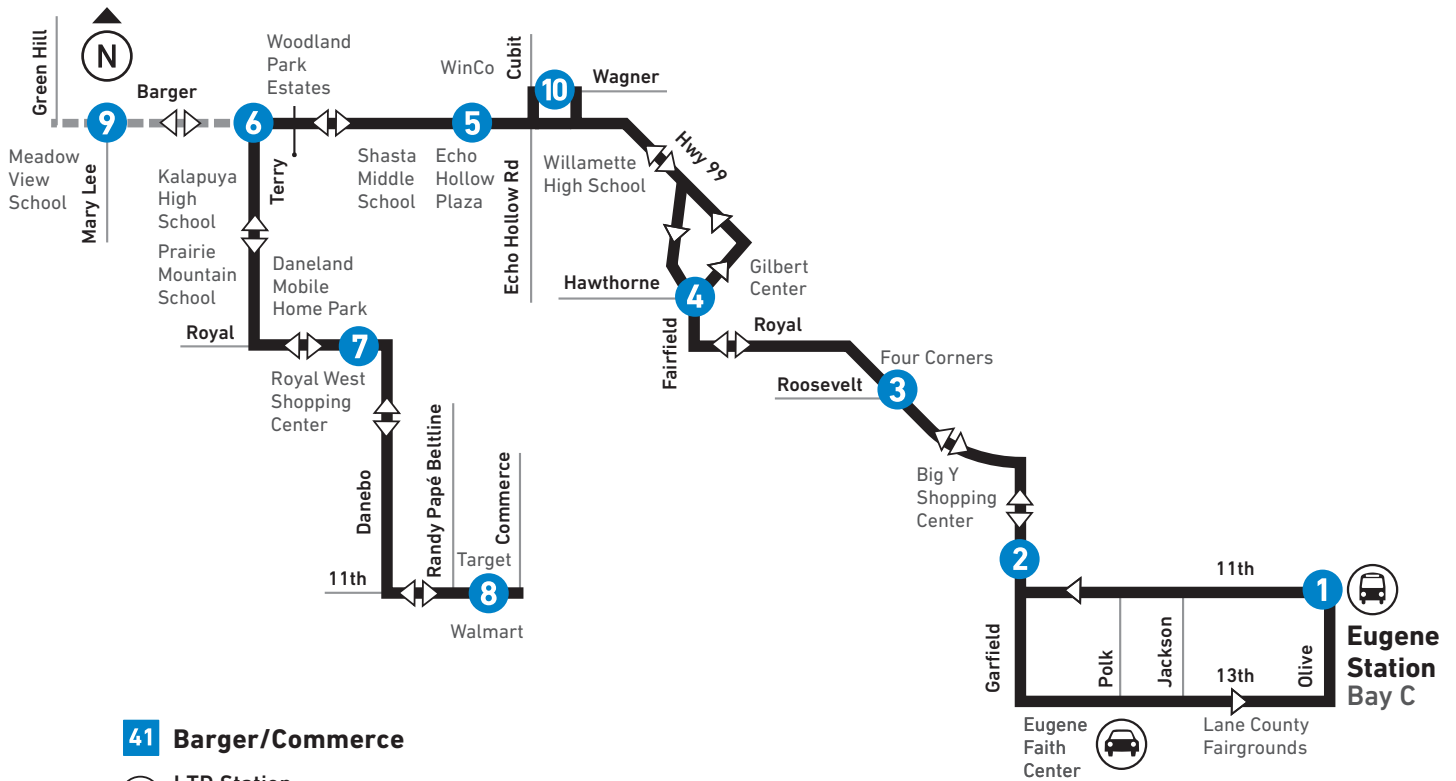 N
Green Hill
Barger
9
Meadow
View
School
Mary Lee
Woodland
Park
Estates
6
Terry
Kalapuya
High
School
Prairie
Mountain
School
Shasta
Middle
School
WinCo
5
Echo
Hollow
Plaza
Cubit
10
Wagner
Echo Hollow Rd
Willamette
High School
Hwy 99
Daneland
Mobile
Home Park
Royal
7
Royal West
Shopping
Center
Hawthorne
4
Gilbert
Center
Fairfield
Royal
Four Corners
Roosevelt
3
Big Y
Shopping
Center
Danebo
Randy Papé Beltline
Commerce
Target
11th
8
Walmart
2
11th
1
Eugene
Station
Bay C
Garfield
Polk
Jackson
Olive
13th
Eugene
Faith
Center
Lane County
Fairgrounds
41 Barger/Commerce
LTD Station